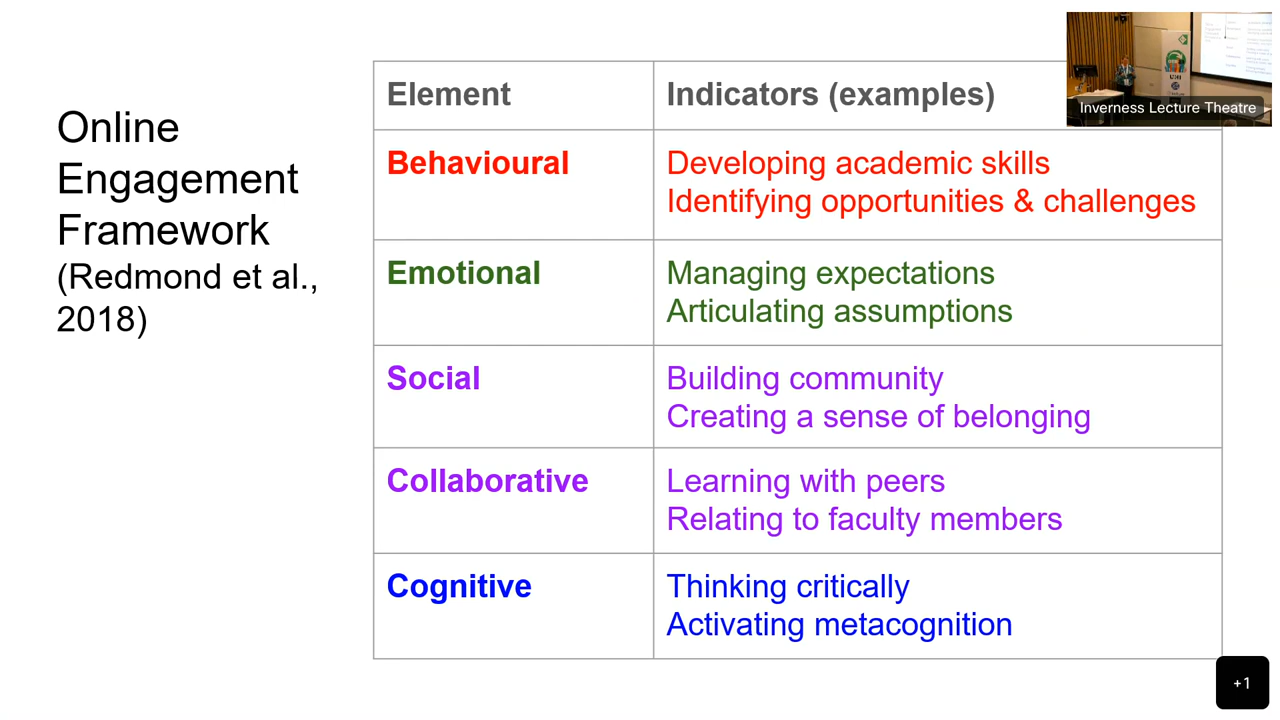 Online
Engagement
Framework
(Redmond et al.,
2018)
Element
Indicators (examples)
Behavioural
Developing academic skills
Identifying opportunities & challenges
Emotional
Managing expectations
Articulating assumptions
Social
Building community
Creating a sense of belonging
Collaborative
Learning with peers
Relating to faculty members
Cognitive
Thinking critically
Activating metacognition
Inverness Lecture Theatre
+1